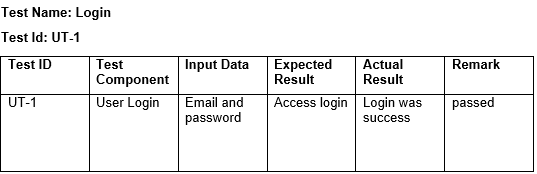 Test Name: Login
Test Id: UT-1
Test ID Test Component Input Data Expected Result Actual Result Remark
UT-1 User Login Email and password Access login Login was success passed